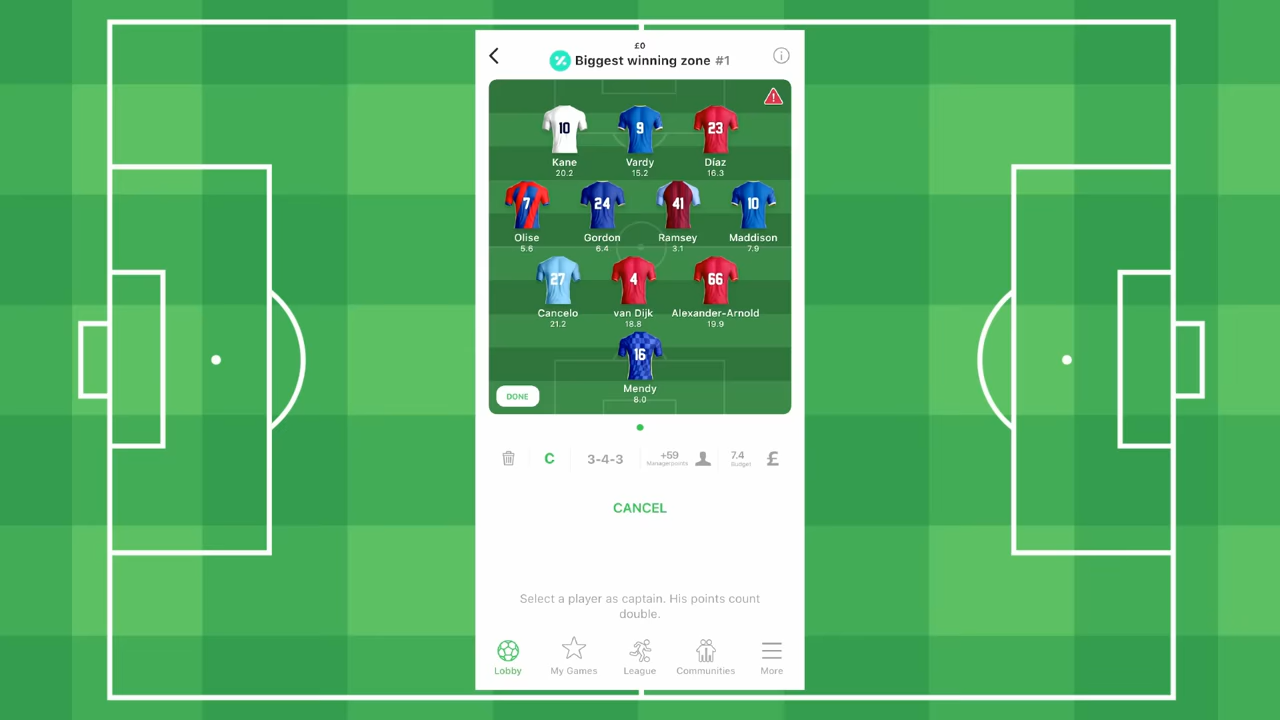 £0
Biggest winning zone #1
10 9 23
Kane Vardy Díaz
20.2 15.2 16.3
7 24 41 10
Olise Gordon Ramsey Maddison
5.6 6.4 3.1 7.9
27 4 66
Cancelo van Dijk Alexander-Arnold
21.2 18.8 19.9
16
Mendy
8.0
DONE
C 3-4-3 +59 7.4 £
Managerpoints Budget
CANCEL
Select a player as captain. His points count
double.
Lobby My Games League Communities More